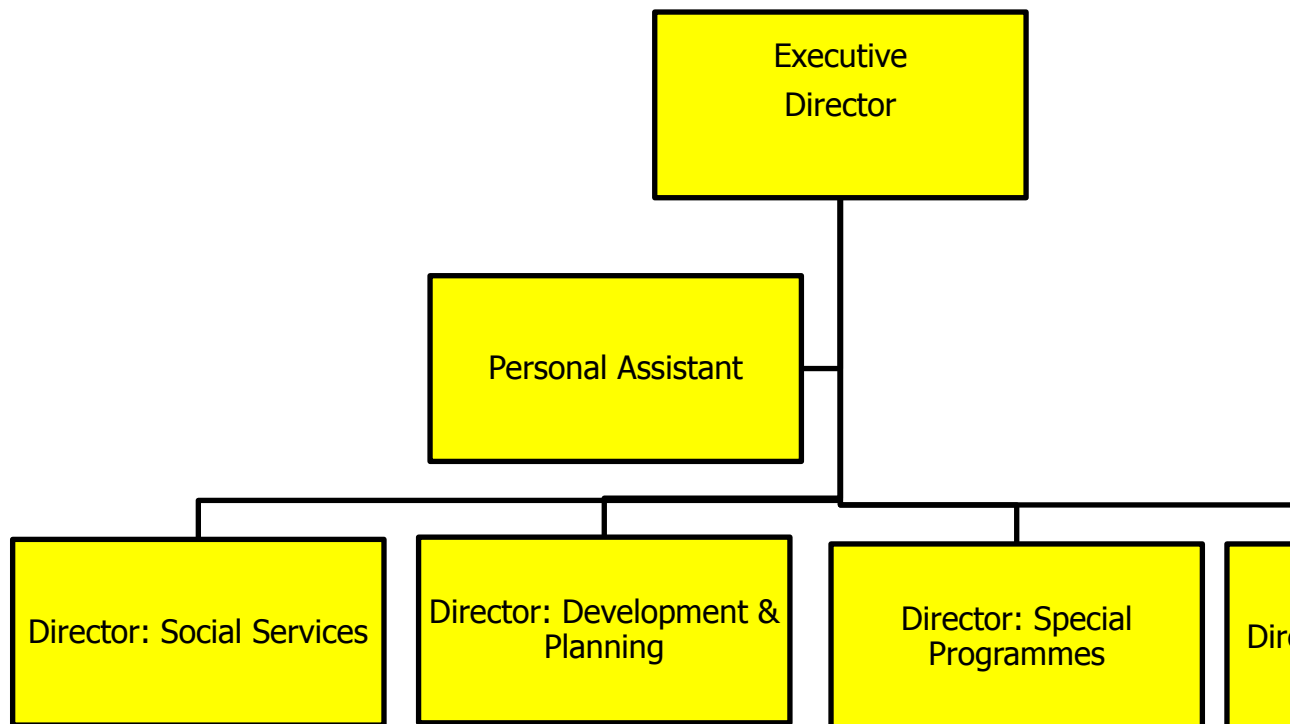 Executive
Director
Personal Assistant
Director: Social Services
Director: Development &
Planning
Director: Special
Programmes